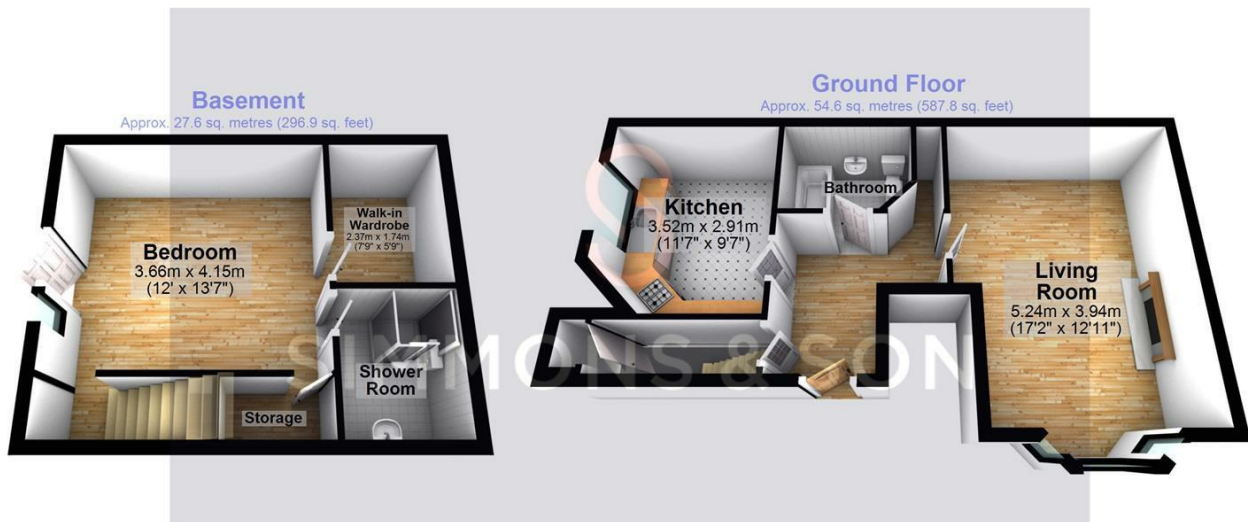 Basement
Approx. 27.6 sq. metres (296.9 sq. feet)
Bedroom
3.66m x 4.15m
(12' x 13'7")
Walk-in
Wardrobe
2.37m x 1.74m
(7'9" x 5'9")
Shower
Room
Storage
Ground Floor
Approx. 54.6 sq. metres (587.8 sq. feet)
Kitchen
3.52m x 2.91m
(11'7" x 9'7")
Bathroom
Living
Room
5.24m x 3.94m
(17'2" x 12'11")
SIMMONS & SON